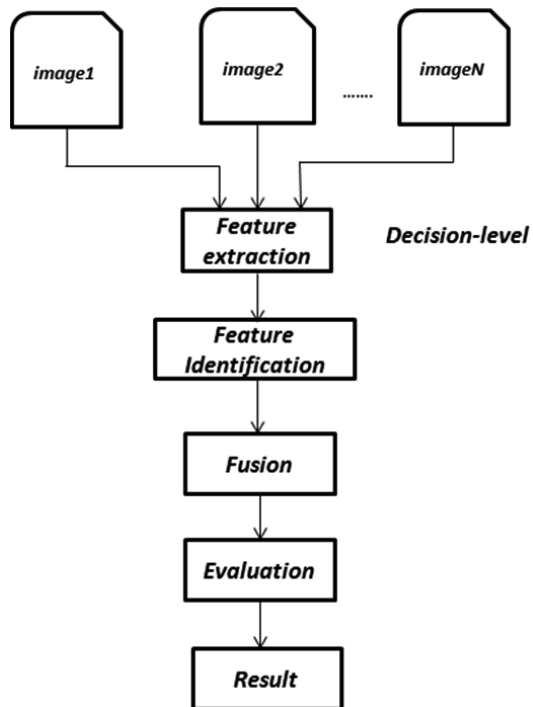 image1
image2
.......
imageN
Feature
extraction
Decision-level
Feature
Identification
Fusion
Evaluation
Result